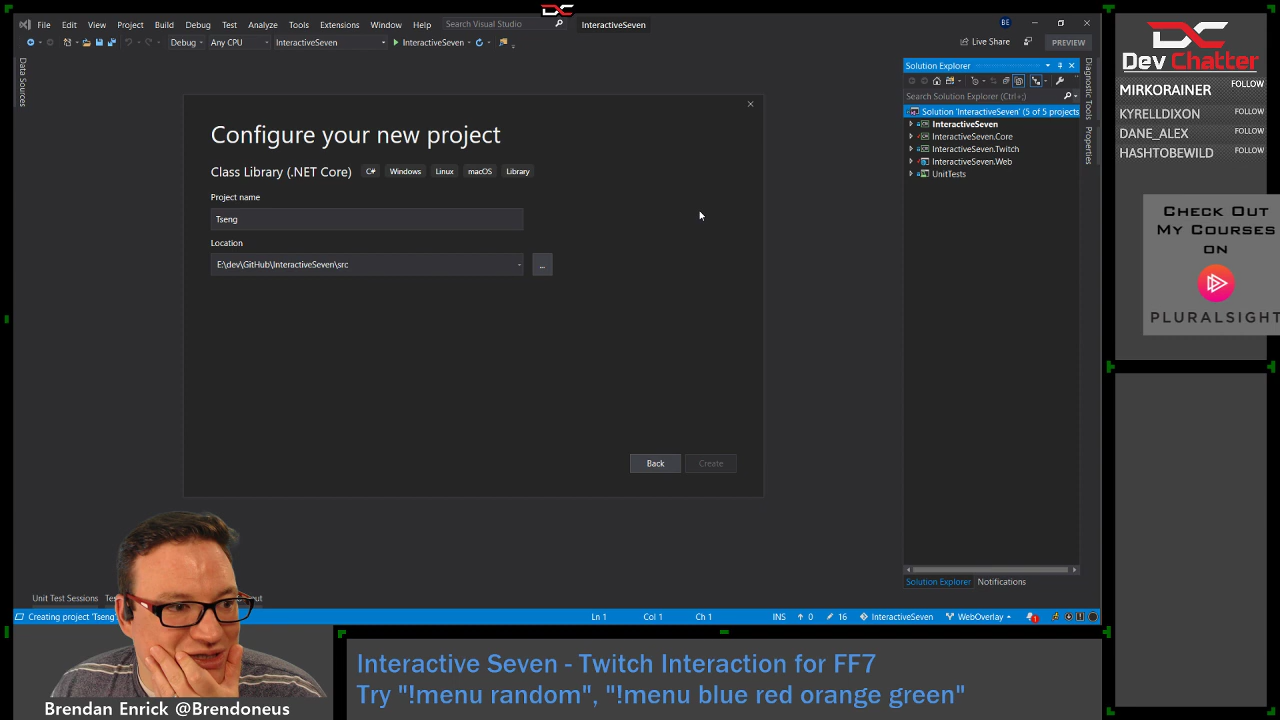 File Edit View Project Build Debug Test Analyze Tools Extensions Window Help Search Visual Studio InteractiveSeven BE
Debug Any CPU InteractiveSeven InteractiveSeven Live Share PREVIEW
Data Sources
Configure your new project
Class Library (.NET Core) C# Windows Linux macOS Library
Project name
Tseng
Location
E:\dev\GitHub\InteractiveSeven\src
...
Back Create
Solution Explorer
Search Solution Explorer (Ctrl+;)
Solution 'InteractiveSeven' (5 of 5 projects
InteractiveSeven
InteractiveSeven.Core
InteractiveSeven.Twitch
InteractiveSeven.Web
UnitTests
Solution Explorer Notifications
Diagnostic Tools
Properties
Unit Test Sessions
Creating project 'Tseng' Ln 1 Col 1 Ch 1 INS 0 16 InteractiveSeven WebOverlay 1
DC
Dev Chatter
MIRKORAINER FOLLOW
KYRELLDIXON FOLLOW
DANE_ALEX FOLLOW
HASHTOBEWILD FOLLOW
Check Out
My Courses
on
PLURALSIGHT
Brendan Enrick @Brendoneus
Interactive Seven - Twitch Interaction for FF7
Try "!menu random", "!menu blue red orange green"